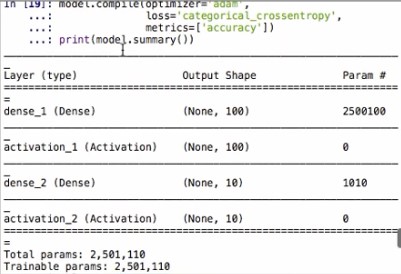 In [19]: model.compile(optimizer='adam',
...: loss='categorical_crossentropy',
...: metrics=['accuracy'])
...: print(model.summary())
_________________________________________________________________
_
Layer (type) Output Shape Param #
=================================================================
=
dense_1 (Dense) (None, 100) 2500100
_________________________________________________________________
_
activation_1 (Activation) (None, 100) 0
_________________________________________________________________
_
dense_2 (Dense) (None, 10) 1010
_________________________________________________________________
_
activation_2 (Activation) (None, 10) 0
=================================================================
=
Total params: 2,501,110
Trainable params: 2,501,110